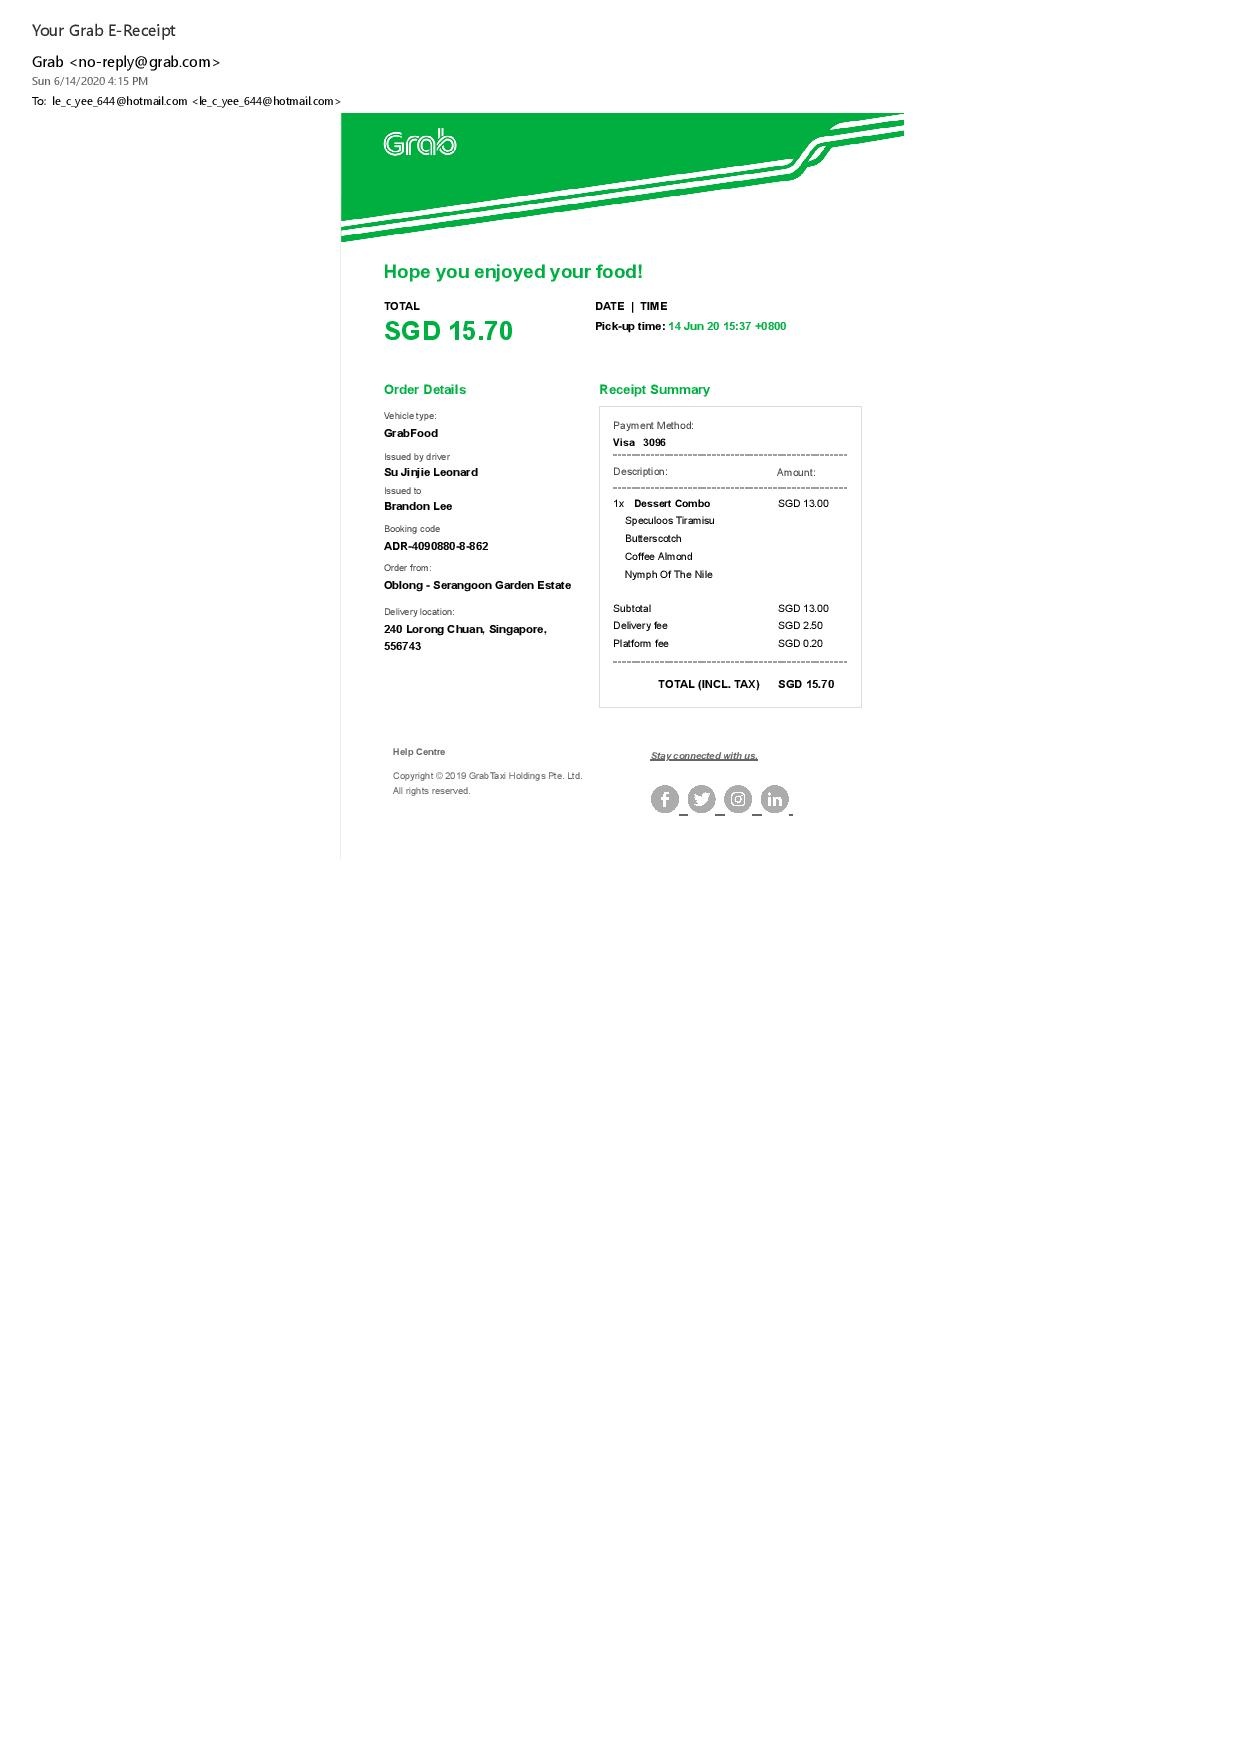 Your Grab E-Receipt
Grab <no-reply@grab.com>
Sun 6/14/2020 4:15 PM
To: le_c_yee_644@hotmail.com <le_c_yee_644@hotmail.com>
Grab
Hope you enjoyed your food!
TOTAL
SGD 15.70
DATE | TIME
Pick-up time: 14 Jun 20 15:37 +0800
Order Details
Vehicle type:
GrabFood
Issued by driver
Su Jinjie Leonard
Issued to
Brandon Lee
Booking code
ADR-4090880-8-862
Order from:
Oblong - Serangoon Garden Estate
Delivery location:
240 Lorong Chuan, Singapore,
556743
Receipt Summary
Payment Method:
Visa 3096
Description: Amount:
1x Dessert Combo SGD 13.00
Speculoos Tiramisu
Butterscotch
Coffee Almond
Nymph Of The Nile
Subtotal SGD 13.00
Delivery fee SGD 2.50
Platform fee SGD 0.20
TOTAL (INCL. TAX) SGD 15.70
Help Centre
Copyright © 2019 GrabTaxi Holdings Pte. Ltd.
All rights reserved.
Stay connected with us.